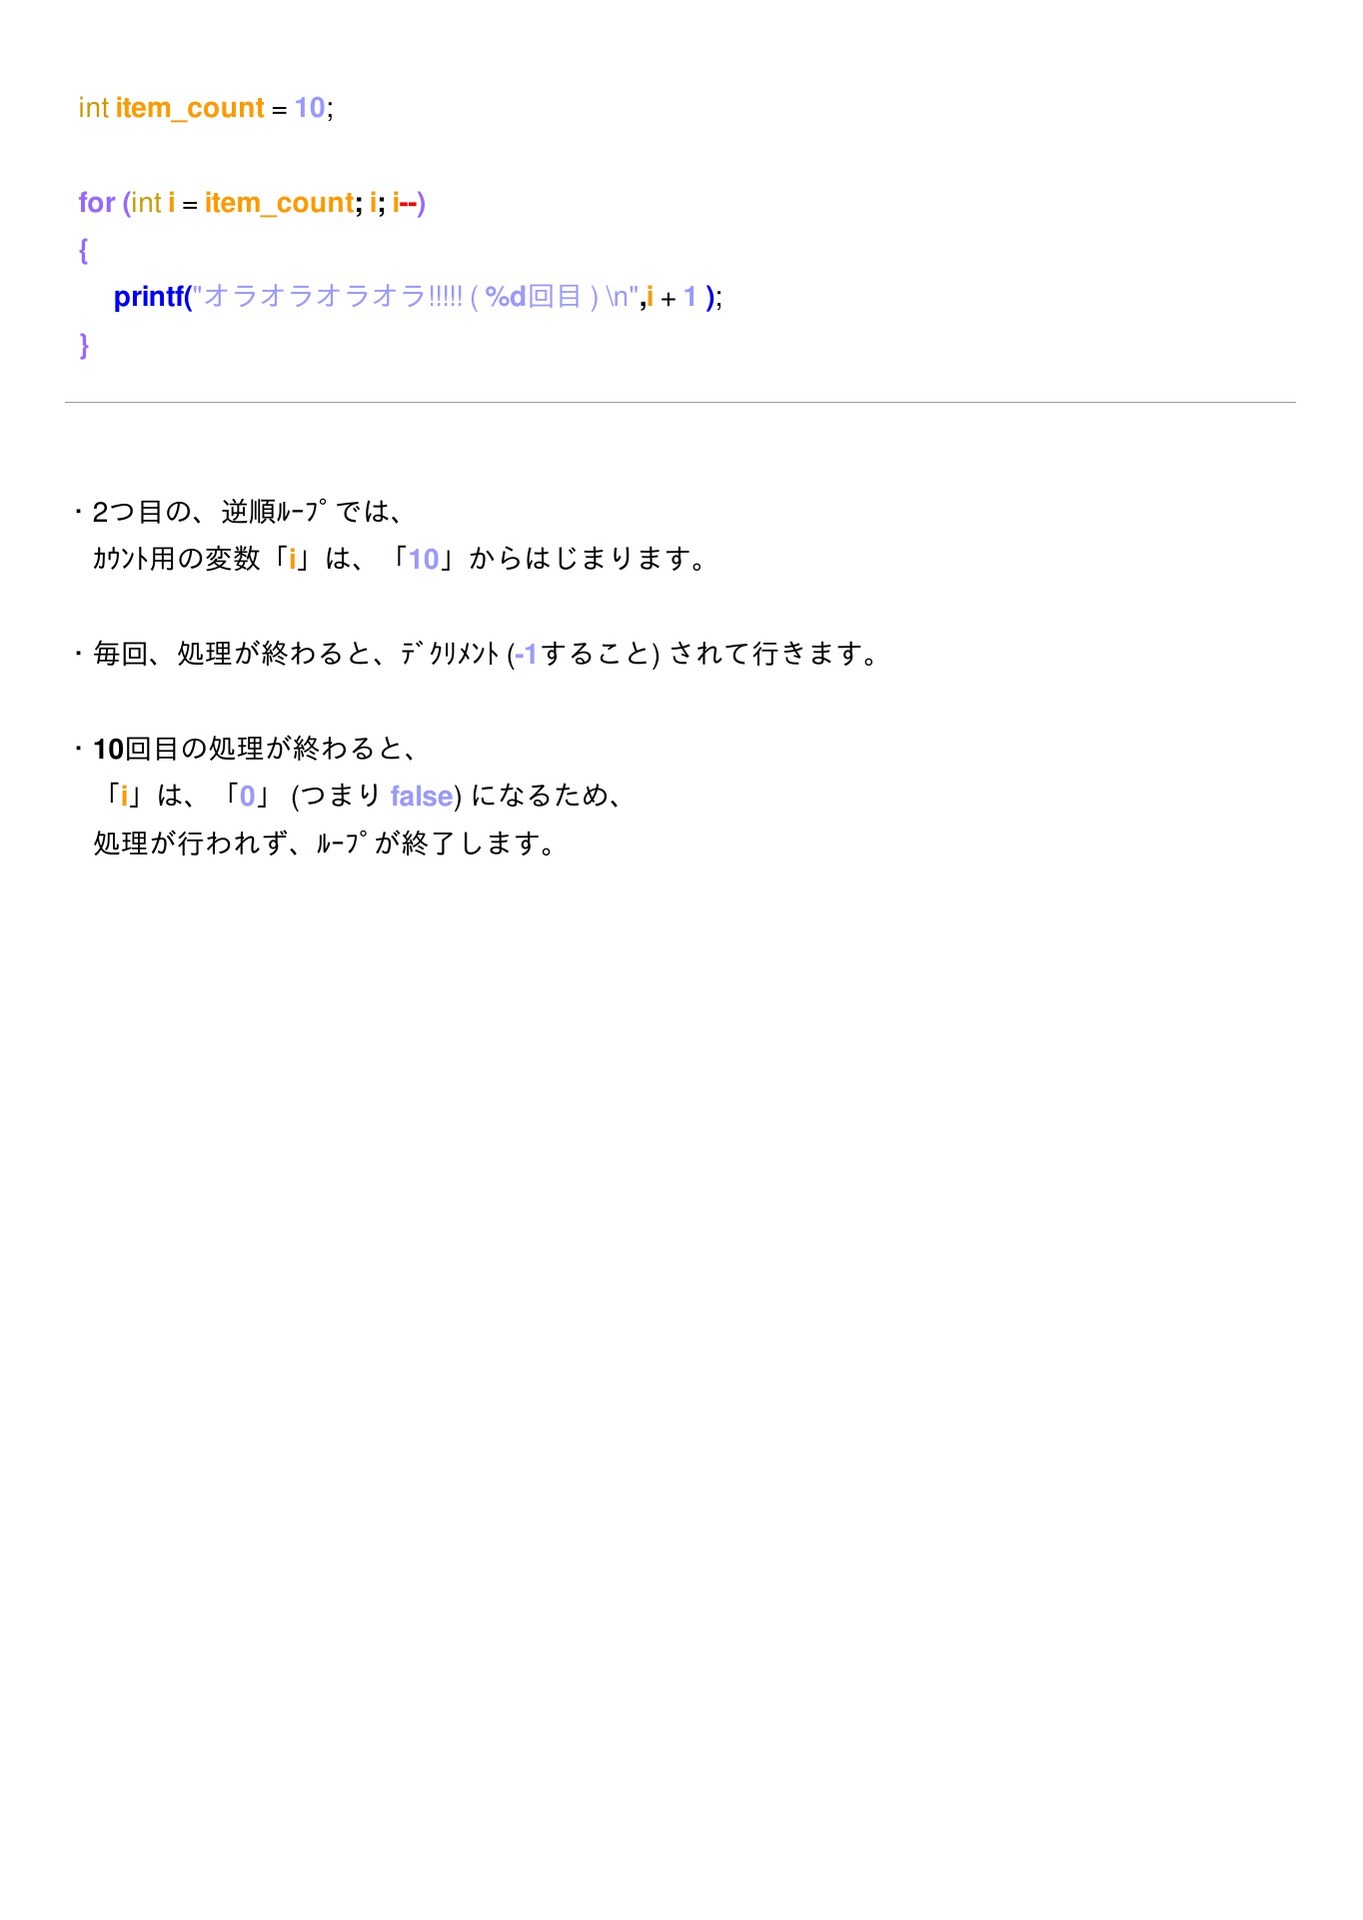 int item_count = 10;
for (int i = item_count; i; i--)
{
printf("オラオラオラオラ!!!!! ( %d回目 ) \n",i + 1 );
}
・2つ目の、逆順ﾙｰﾌﾟでは、
ｶｳﾝﾄ用の変数「i」は、「10」からはじまります。
・毎回、処理が終わると、ﾃﾞｸﾘﾒﾝﾄ (-1すること) されて行きます。
・10回目の処理が終わると、
「i」は、「0」 (つまり false) になるため、
処理が行われず、ﾙｰﾌﾟが終了します。